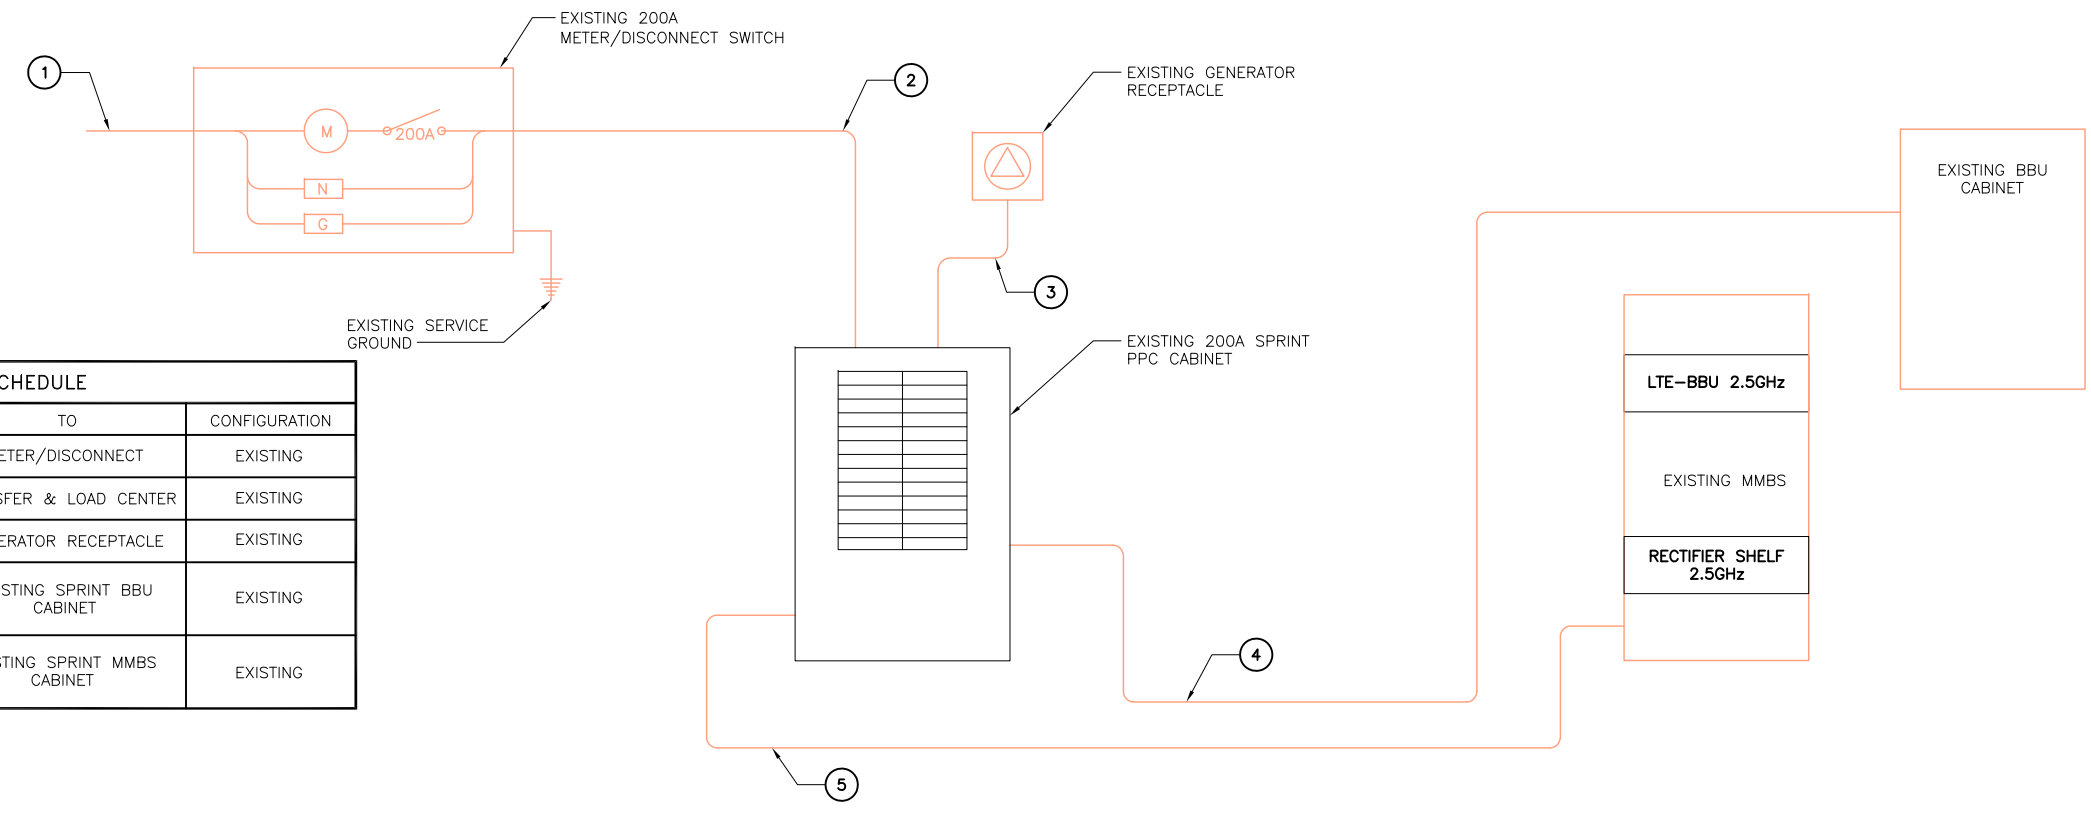 EXISTING 200A
METER/DISCONNECT SWITCH
1
2
M
200A
N
G
EXISTING GENERATOR
RECEPTACLE
3
EXISTING BBU
CABINET
EXISTING SERVICE
GROUND
EXISTING 200A SPRINT
PPC CABINET
LTE-BBU 2.5GHz
EXISTING MMBS
RECTIFIER SHELF
2.5GHz
4
5
CHEDULE
TO CONFIGURATION
ETER/DISCONNECT EXISTING
SFER & LOAD CENTER EXISTING
ERATOR RECEPTACLE EXISTING
STING SPRINT BBU
CABINET EXISTING
STING SPRINT MMBS
CABINET EXISTING